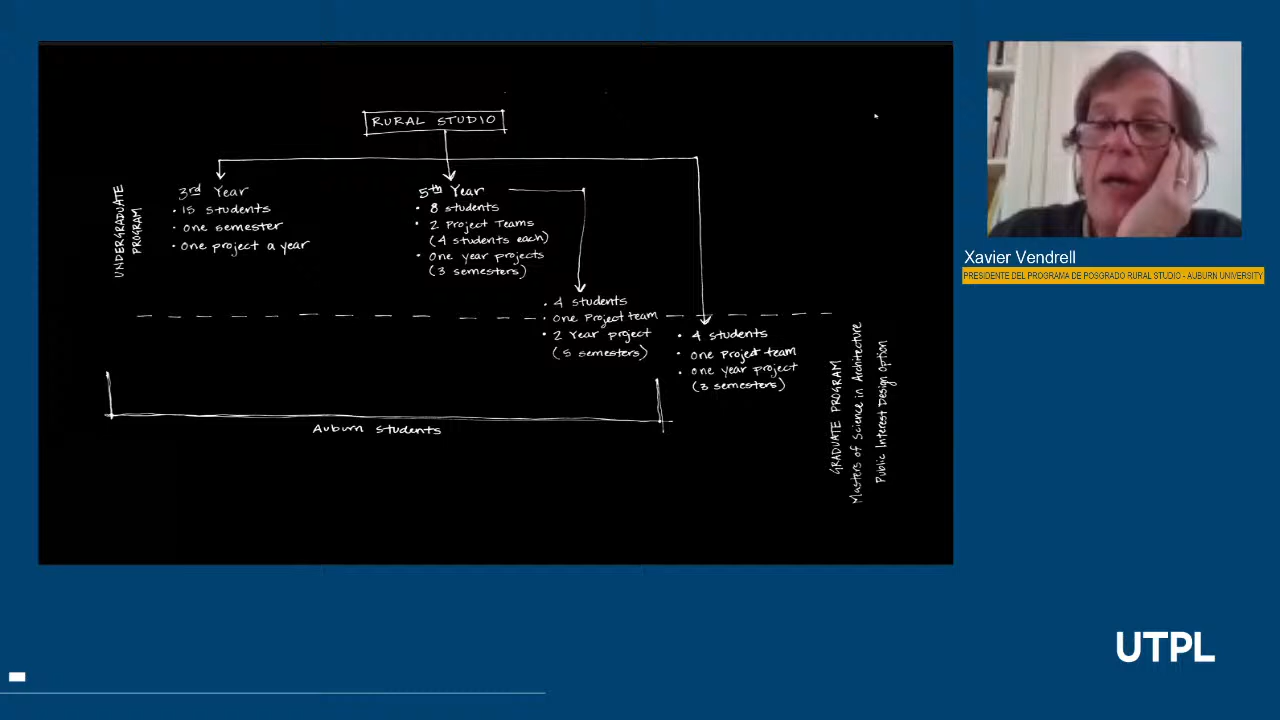 RURAL STUDIO
UNDERGRADUATE
PROGRAM
3rd Year
• 15 students
• one semester
• one project a year
5th Year
• 8 students
• 2 Project Teams
(4 students each)
• one year projects
(3 semesters)
• 4 students
• one Project team
• 2 Year project
(5 semesters)
• 4 students
• one Project team
• one year project
(3 semesters)
Auburn students
GRADUATE PROGRAM
Masters of Science in Architecture
Public Interest Design Option
Xavier Vendrell
PRESIDENTE DEL PROGRAMA DE POSGRADO RURAL STUDIO - AUBURN UNIVERSITY
UTPL